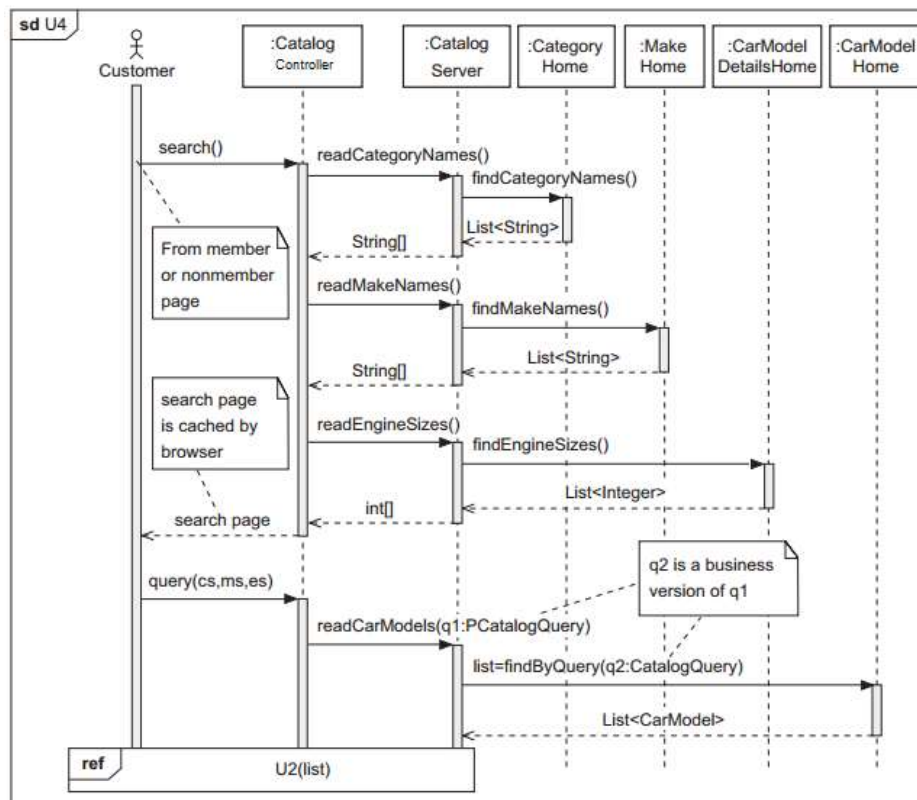 sd U4
Customer
:Catalog
Controller
:Catalog
Server
:Category
Home
:Make
Home
:CarModel
DetailsHome
:CarModel
Home
search()
readCategoryNames()
findCategoryNames()
List<String>
String[]
From member
or nonmember
page
readMakeNames()
findMakeNames()
List<String>
String[]
search page
is cached by
browser
readEngineSizes()
findEngineSizes()
List<Integer>
int[]
search page
q2 is a business
version of q1
query(cs,ms,es)
readCarModels(q1:PCatalogQuery)
list=findByQuery(q2:CatalogQuery)
List<CarModel>
ref
U2(list)